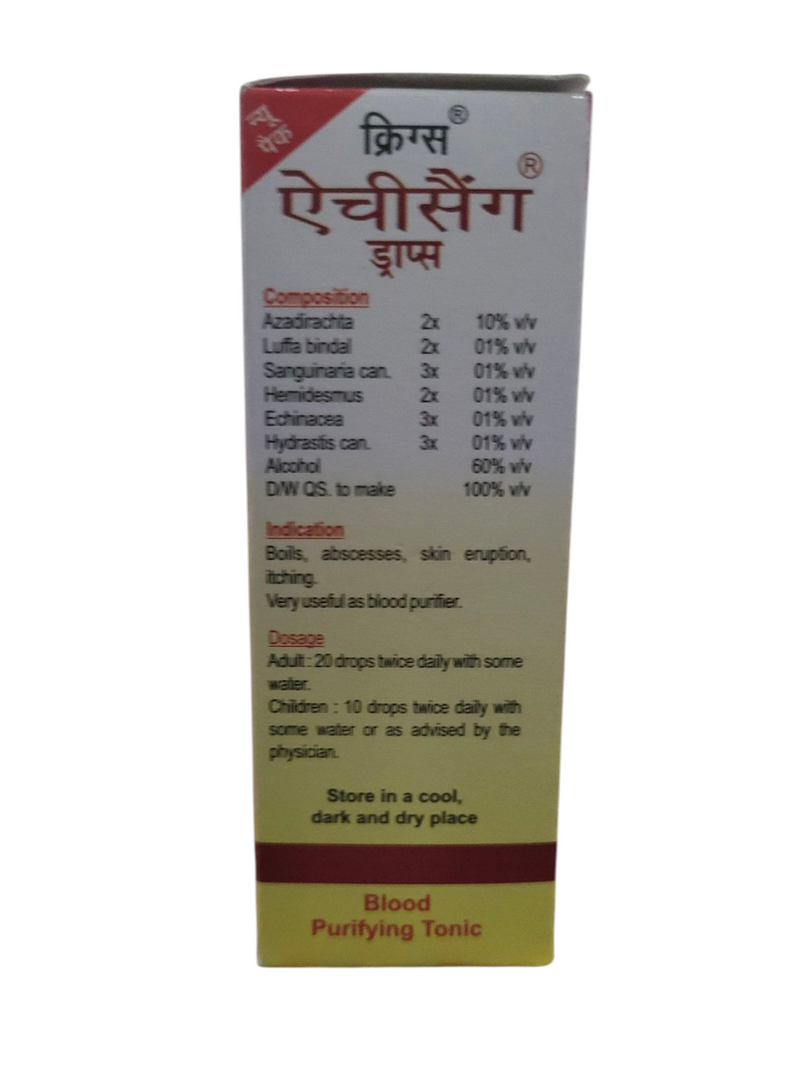 न्यू
पैक
क्रिग्स®
ऐचीसैंग®
ड्राप्स
Composition
Azadirachta 2x 10% v/v
Luffa bindal 2x 01% v/v
Sanguinaria can. 3x 01% v/v
Hemidesmus 2x 01% v/v
Echinacea 3x 01% v/v
Hydrastis can. 3x 01% v/v
Alcohol 60% v/v
D/W QS. to make 100% v/v
Indication
Boils, abscesses, skin eruption,
itching.
Very useful as blood purifier.
Dosage
Adult : 20 drops twice daily with some
water.
Children : 10 drops twice daily with
some water or as advised by the
physician.
Store in a cool,
dark and dry place
Blood
Purifying Tonic